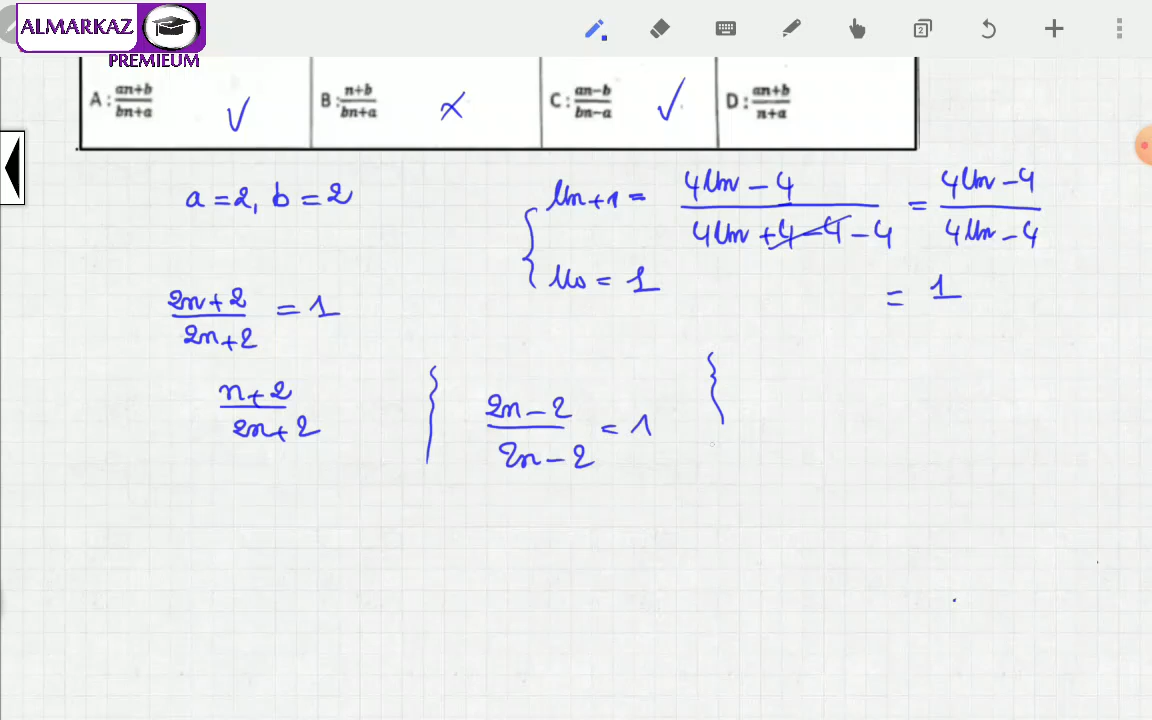 ALMARKAZ
PREMIEUM
2
A : an+b/bn+a ✓ B : n+b/bn+a × C : an−b/bn−a ✓ D : an+b/n+a
a = 2, b = 2
Un+1 = (4Un − 4)/(4Un + 4 − 4 − 4) = (4Un − 4)/(4Un − 4)
U0 = 1
= 1
(2n+2)/(2n+2) = 1
(n+2)/(2n+2)
(2n−2)/(2n−2) = 1